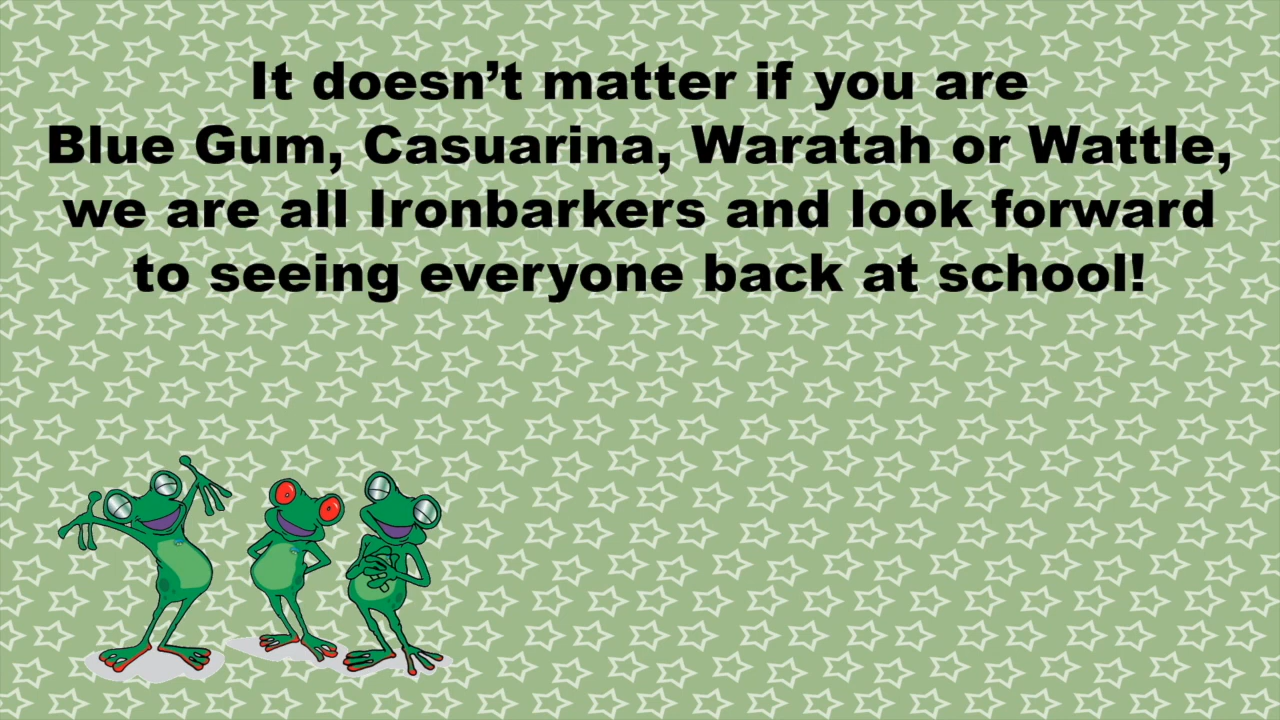 It doesn’t matter if you are
Blue Gum, Casuarina, Waratah or Wattle,
we are all Ironbarkers and look forward
to seeing everyone back at school!